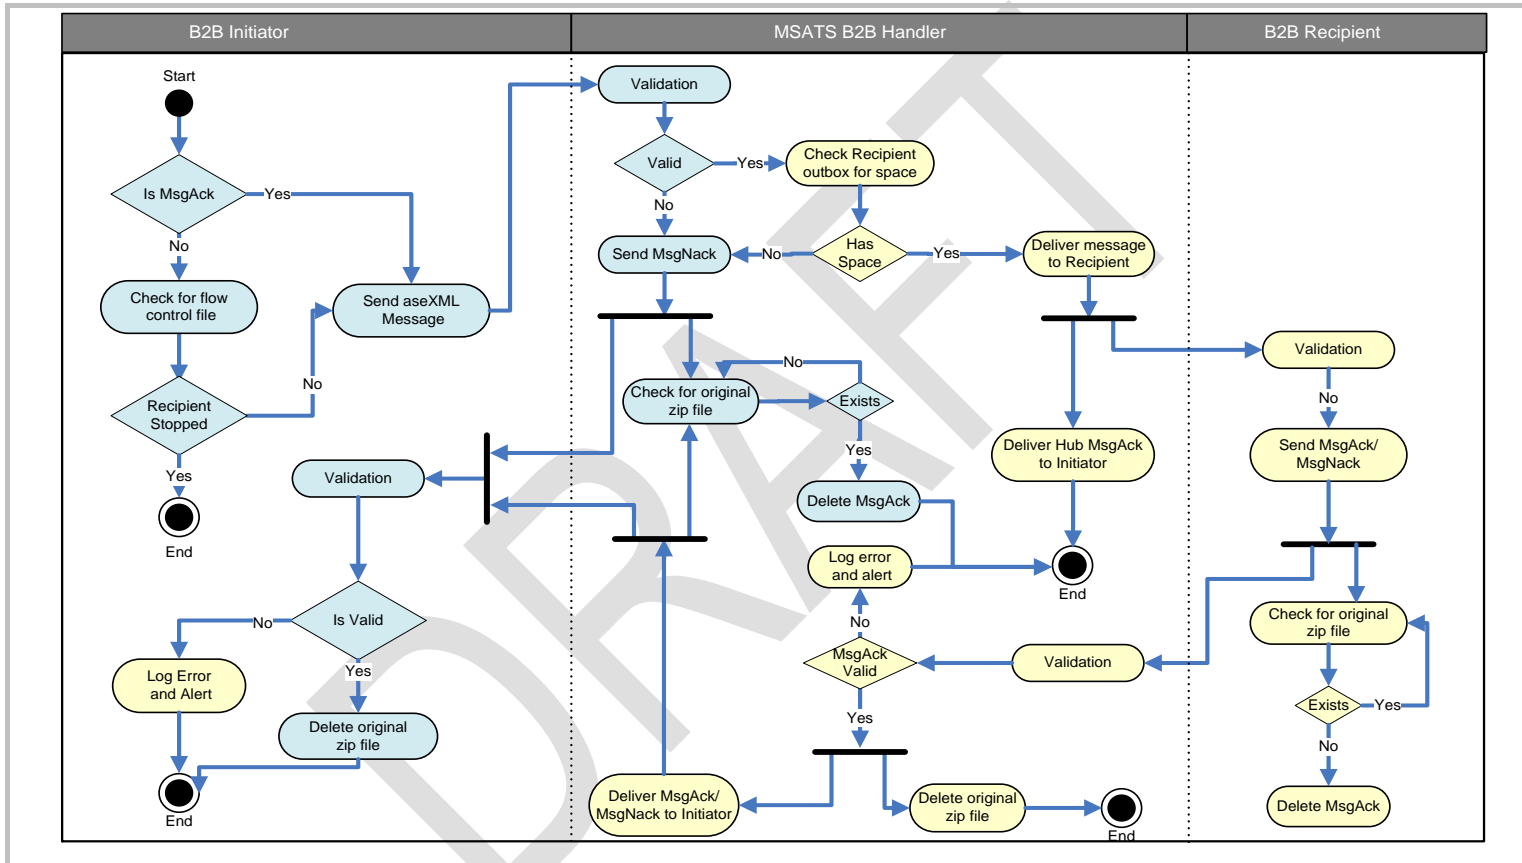 B2B Initiator
MSATS B2B Handler
B2B Recipient
Start
Is MsgAck
Yes
No
Check for flow
control file
Send aseXML
Message
No
Recipient
Stopped
Yes
End
Validation
Is Valid
No
Yes
Log Error
and Alert
Delete original
zip file
End
Validation
Valid
Yes
Check Recipient
outbox for space
No
Send MsgNack
No
Has
Space
Yes
Deliver message
to Recipient
No
Check for original
zip file
Exists
Yes
Delete MsgAck
Deliver Hub MsgAck
to Initiator
Log error
and alert
End
No
MsgAck
Valid
Validation
Yes
Deliver MsgAck/
MsgNack to Initiator
Delete original
zip file
End
Validation
No
Send MsgAck/
MsgNack
Check for original
zip file
Exists
Yes
No
Delete MsgAck
DRAFT